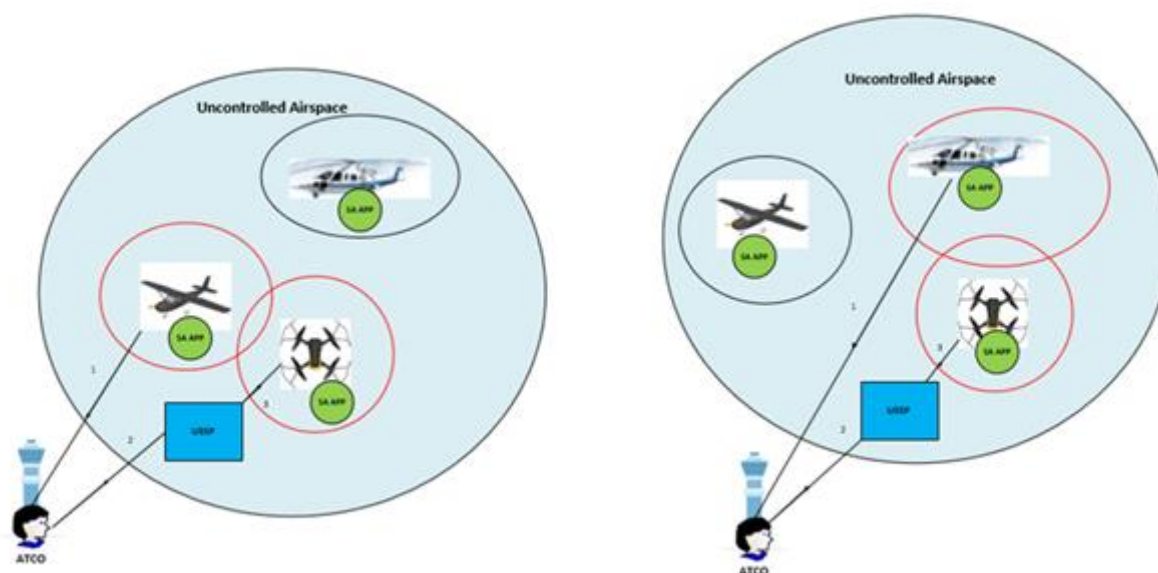 Uncontrolled Airspace
SA APP
SA APP
1
SA APP
3
USSP
2
ATCO
Uncontrolled Airspace
SA APP
SA APP
1
SA APP
3
USSP
2
ATCO